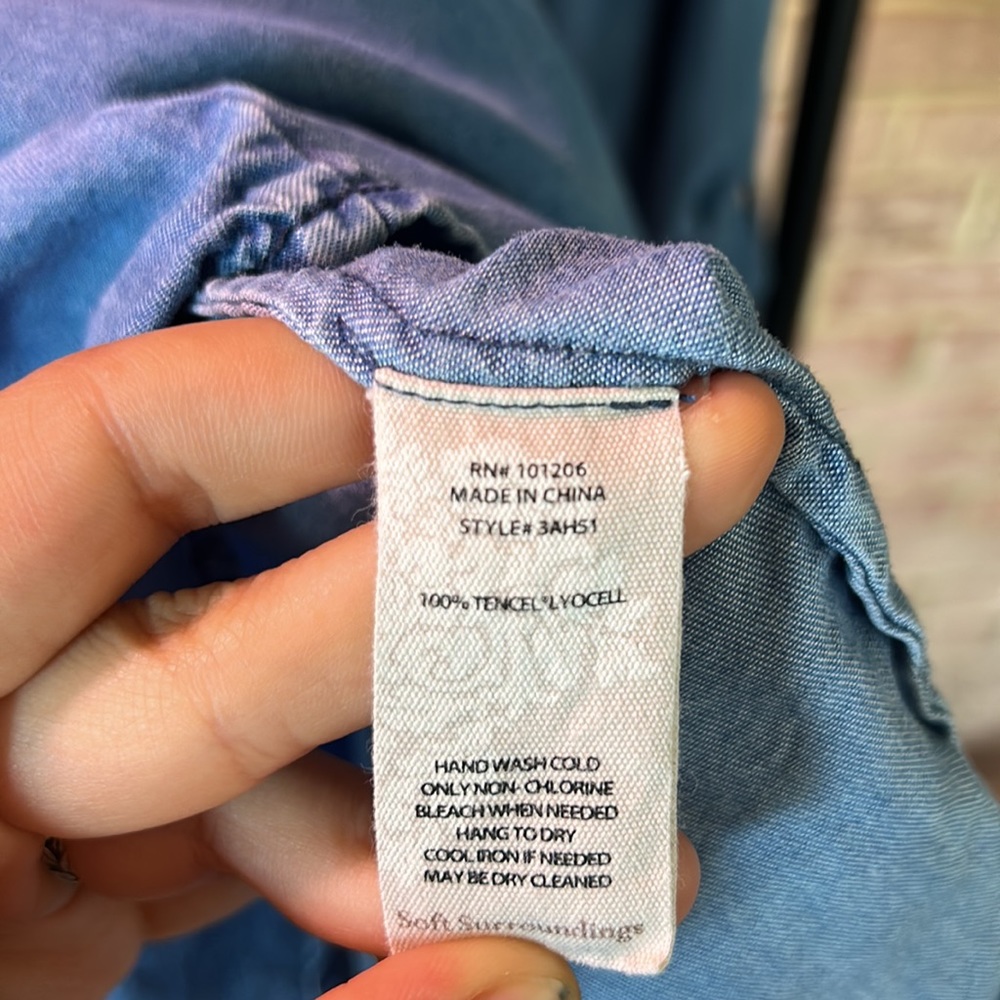 RN# 101206
MADE IN CHINA
STYLE# 3AH51
100% TENCEL®LYOCELL
HAND WASH COLD
ONLY NON- CHLORINE
BLEACH WHEN NEEDED
HANG TO DRY
COOL IRON IF NEEDED
MAY BE DRY CLEANED
Soft Surroundings